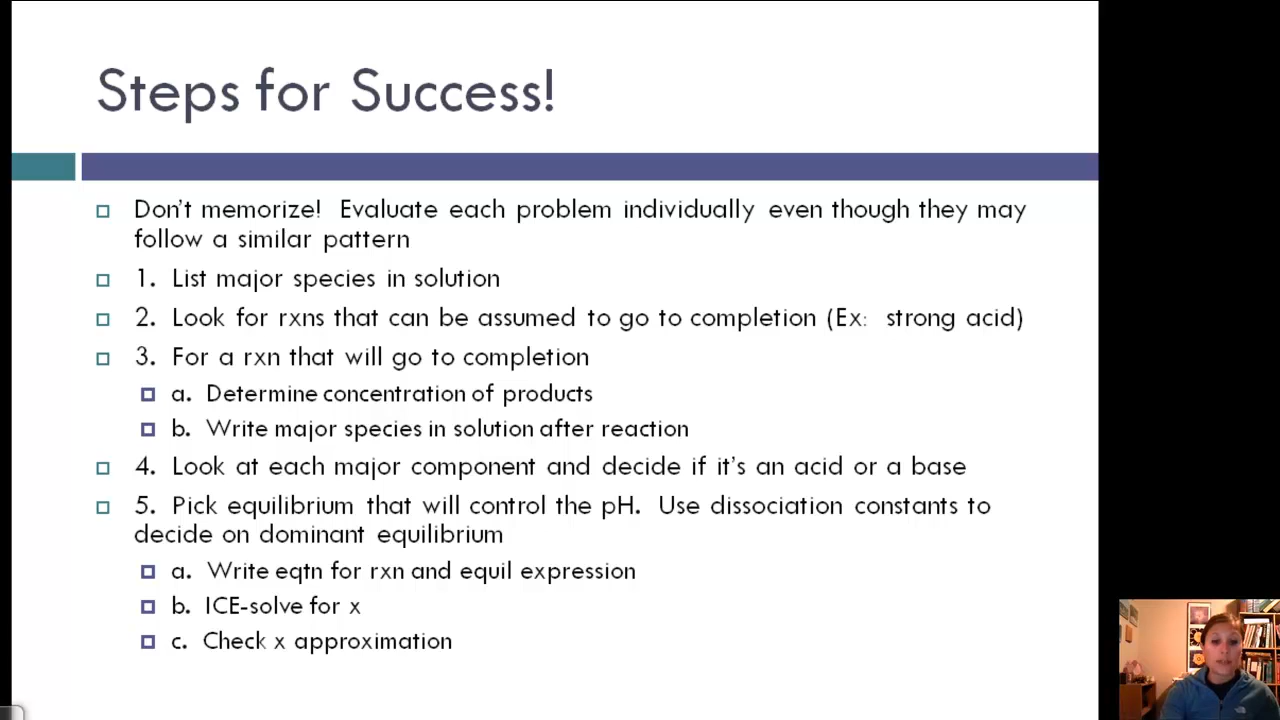 Steps for Success!
Don't memorize! Evaluate each problem individually even though they may
follow a similar pattern
1. List major species in solution
2. Look for rxns that can be assumed to go to completion (Ex: strong acid)
3. For a rxn that will go to completion
a. Determine concentration of products
b. Write major species in solution after reaction
4. Look at each major component and decide if it's an acid or a base
5. Pick equilibrium that will control the pH. Use dissociation constants to
decide on dominant equilibrium
a. Write eqtn for rxn and equil expression
b. ICE-solve for x
c. Check x approximation